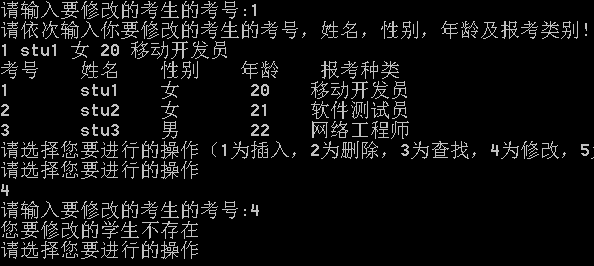 请输入要修改的考生的考号:1
请依次输入你要修改的考生的考号，姓名，性别，年龄及报考类别!
1 stu1 女 20 移动开发员
考号 姓名 性别 年龄 报考种类
1 stu1 女 20 移动开发员
2 stu2 女 21 软件测试员
3 stu3 男 22 网络工程师
请选择您要进行的操作（1为插入，2为删除，3为查找，4为修改，5
请选择您要进行的操作
4
请输入要修改的考生的考号:4
您要修改的学生不存在
请选择您要进行的操作